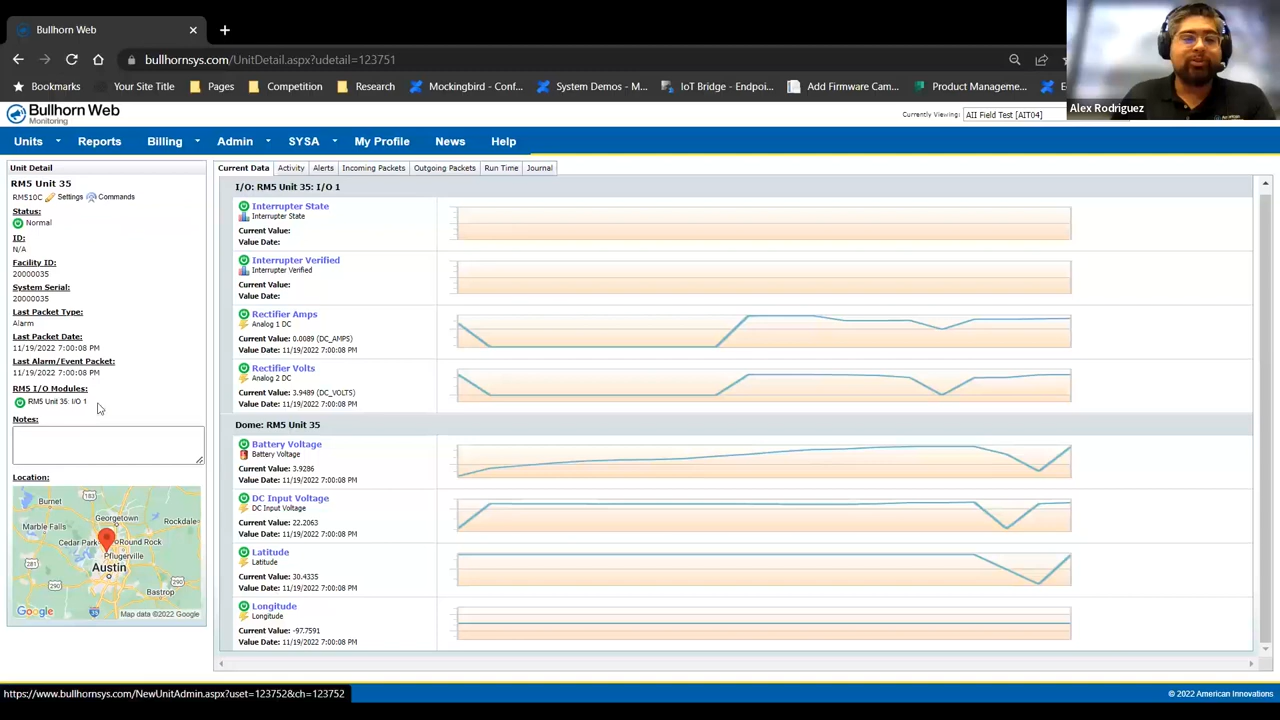 Bullhorn Web
bullhornsys.com/UnitDetail.aspx?udetail=123751
Bookmarks Your Site Title Pages Competition Research Mockingbird - Conf... System Demos - M... IoT Bridge - Endpoi... Add Firmware Cam... Product Manageme...
Alex Rodriguez
Bullhorn Web
Monitoring
Currently Viewing: AII Field Test [AIT04]
Units Reports Billing Admin SYSA My Profile News Help
Unit Detail
RM5 Unit 35
RM510C Settings Commands
Status:
Normal
ID:
N/A
Facility ID:
20000035
System Serial:
20000035
Last Packet Type:
Alarm
Last Packet Date:
11/19/2022 7:00:08 PM
Last Alarm/Event Packet:
11/19/2022 7:00:08 PM
RM5 I/O Modules:
RM5 Unit 35: I/O 1
Notes:
Location:
183
Burnet
Georgetown
Rockdale
Marble Falls
Cedar Park
Round Rock
Pflugerville
281
Austin
290
290
Bastrop
Google
35
Map data ©2022 Google
Current Data Activity Alerts Incoming Packets Outgoing Packets Run Time Journal
I/O: RM5 Unit 35: I/O 1
Interrupter State
Interrupter State
Current Value:
Value Date:
Interrupter Verified
Interrupter Verified
Current Value:
Value Date:
Rectifier Amps
Analog 1 DC
Current Value: 0.0089 (DC_AMPS)
Value Date: 11/19/2022 7:00:08 PM
Rectifier Volts
Analog 2 DC
Current Value: 3.9489 (DC_VOLTS)
Value Date: 11/19/2022 7:00:08 PM
Dome: RM5 Unit 35
Battery Voltage
Battery Voltage
Current Value: 3.9286
Value Date: 11/19/2022 7:00:08 PM
DC Input Voltage
DC Input Voltage
Current Value: 22.2063
Value Date: 11/19/2022 7:00:08 PM
Latitude
Latitude
Current Value: 30.4335
Value Date: 11/19/2022 7:00:08 PM
Longitude
Longitude
Current Value: -97.7591
Value Date: 11/19/2022 7:00:08 PM
https://www.bullhornsys.com/NewUnitAdmin.aspx?uset=123752&ch=123752
© 2022 American Innovations